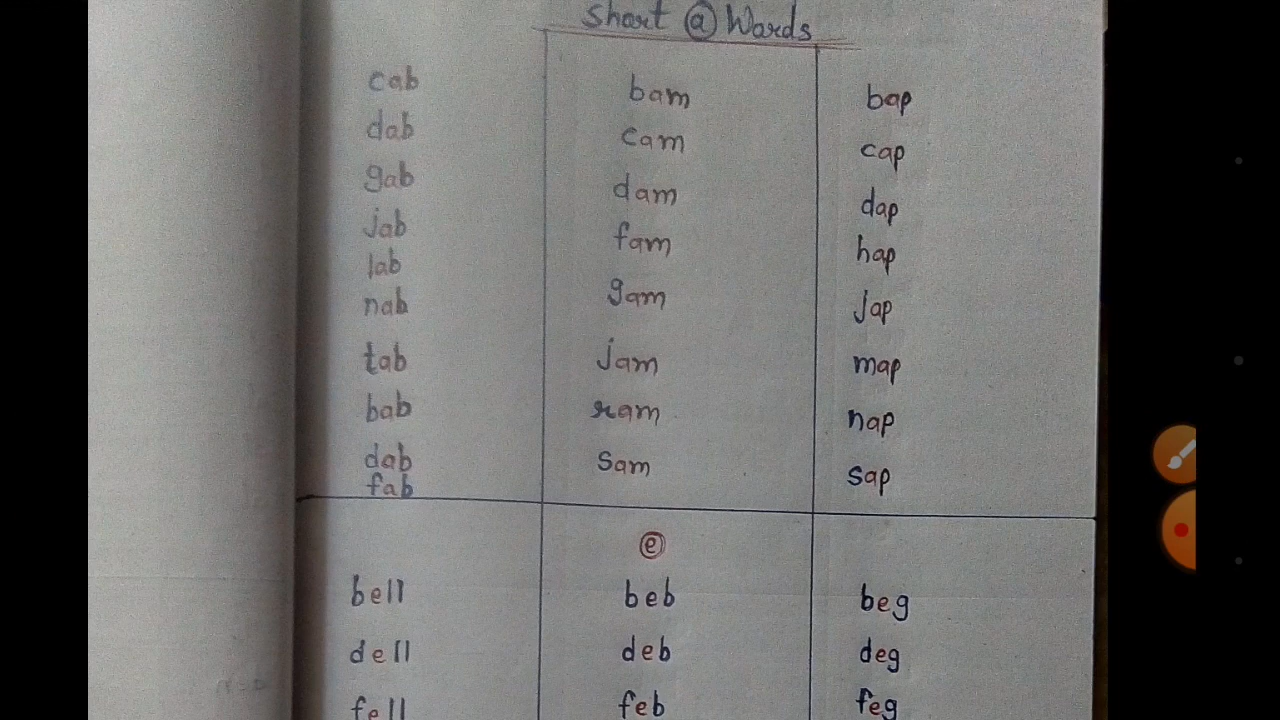 Short a Words
cab bam bap
dab cam cap
gab dam dap
jab fam hap
lab gam jap
nab jam map
tab ram nap
bab sam sap
dab
fab
e
bell beb beg
dell deb deg
fell feb feg